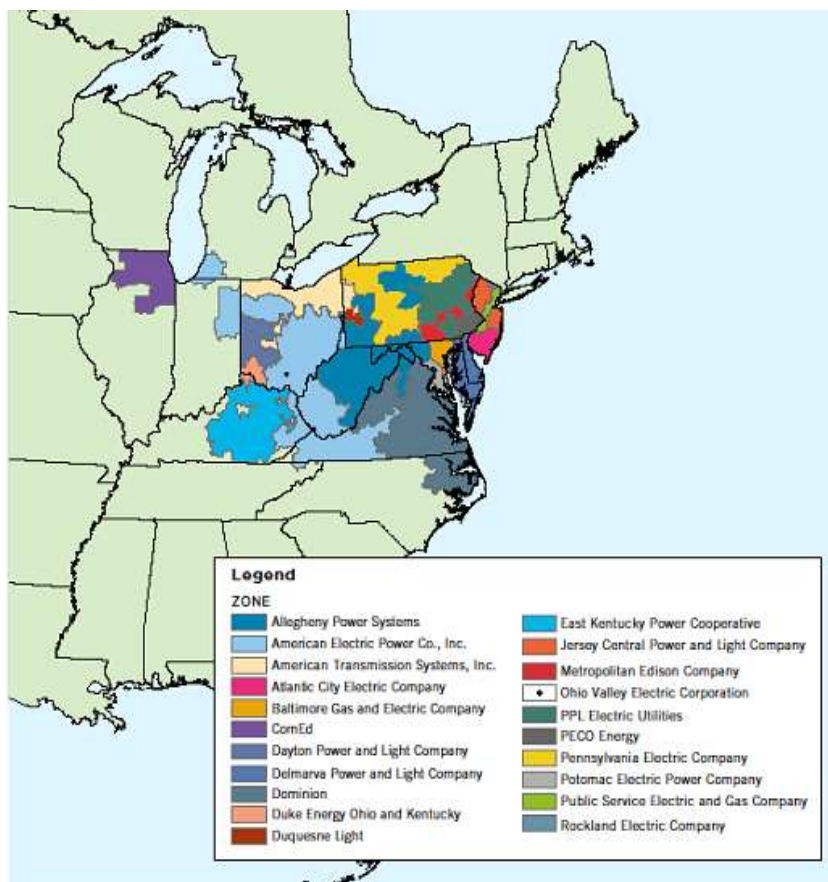 Legend
ZONE
Allegheny Power Systems
American Electric Power Co., Inc.
American Transmission Systems, Inc.
Atlantic City Electric Company
Baltimore Gas and Electric Company
ComEd
Dayton Power and Light Company
Delmarva Power and Light Company
Dominion
Duke Energy Ohio and Kentucky
Duquesne Light
East Kentucky Power Cooperative
Jersey Central Power and Light Company
Metropolitan Edison Company
Ohio Valley Electric Corporation
PPL Electric Utilities
PECO Energy
Pennsylvania Electric Company
Potomac Electric Power Company
Public Service Electric and Gas Company
Rockland Electric Company